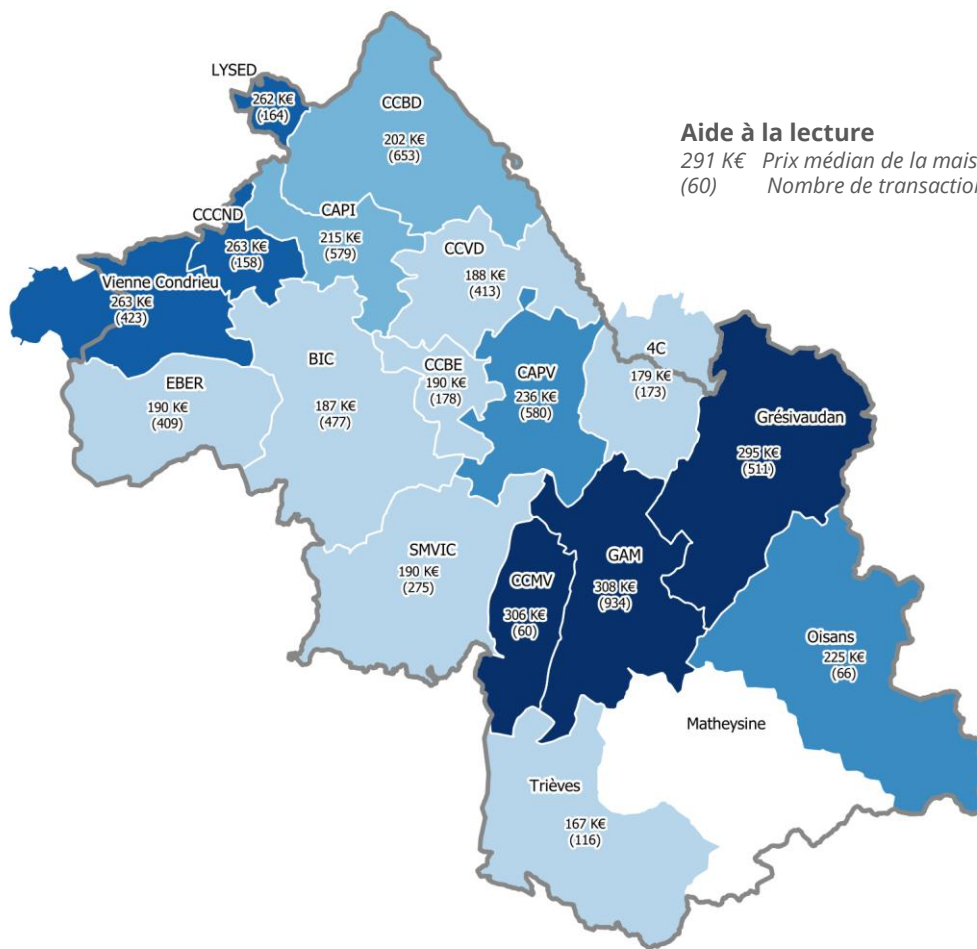 LYSED
262 K€
(164)
CCBD
202 K€
(653)
Aide à la lecture
291 K€ Prix médian de la mais
(60) Nombre de transaction
CCCND
263 K€
(158)
CAPI
215 K€
(579)
CCVD
188 K€
(413)
Vienne Condrieu
263 K€
(423)
EBER
190 K€
(409)
BIC
187 K€
(477)
CCBE
190 K€
(178)
CAPV
236 K€
(580)
4C
179 K€
(173)
Grésivaudan
295 K€
(511)
SMVIC
190 K€
(275)
CCMV
306 K€
(60)
GAM
308 K€
(934)
Oisans
225 K€
(66)
Matheysine
Trièves
167 K€
(116)